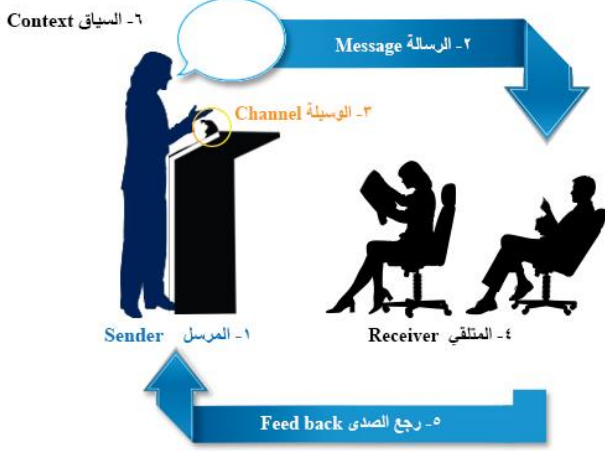 ٦- السياق Context
٢- الرسالة Message
٣- الوسيلة Channel
١- المرسل Sender
٤- المتلقي Receiver
٥- رجع الصدى Feed back